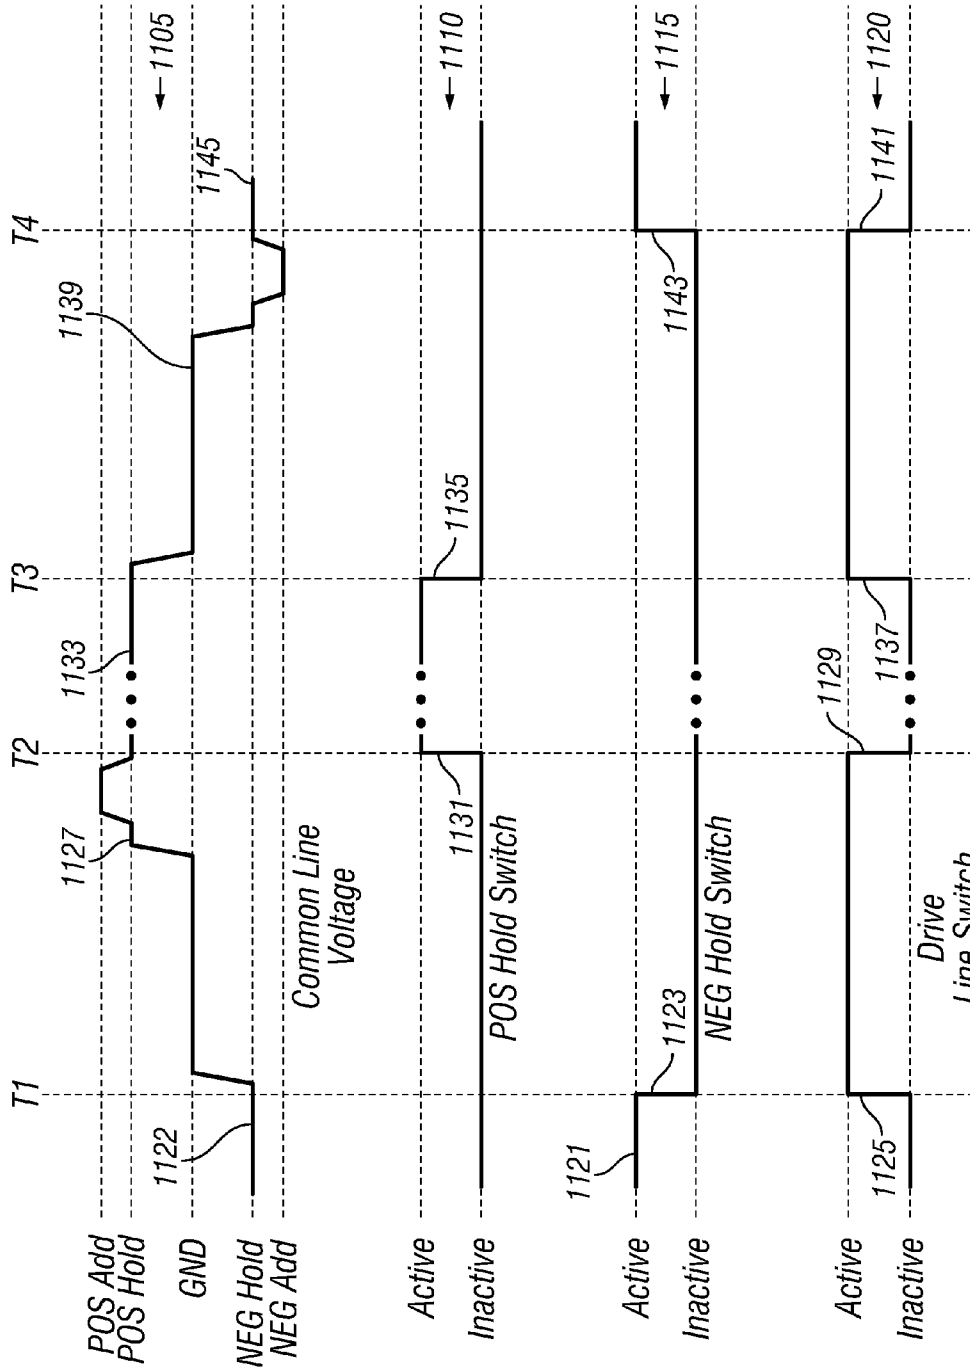 T1
T2
T3
T4
POS Add
POS Hold
GND
NEG Hold
NEG Add
1122
1127
1133
1139
1145
1105
Common Line
Voltage
Active
Inactive
1131
1135
1110
POS Hold Switch
Active
Inactive
1121
1123
1143
1115
NEG Hold Switch
Active
Inactive
1125
1129
1137
1141
1120
Drive
Line Switch